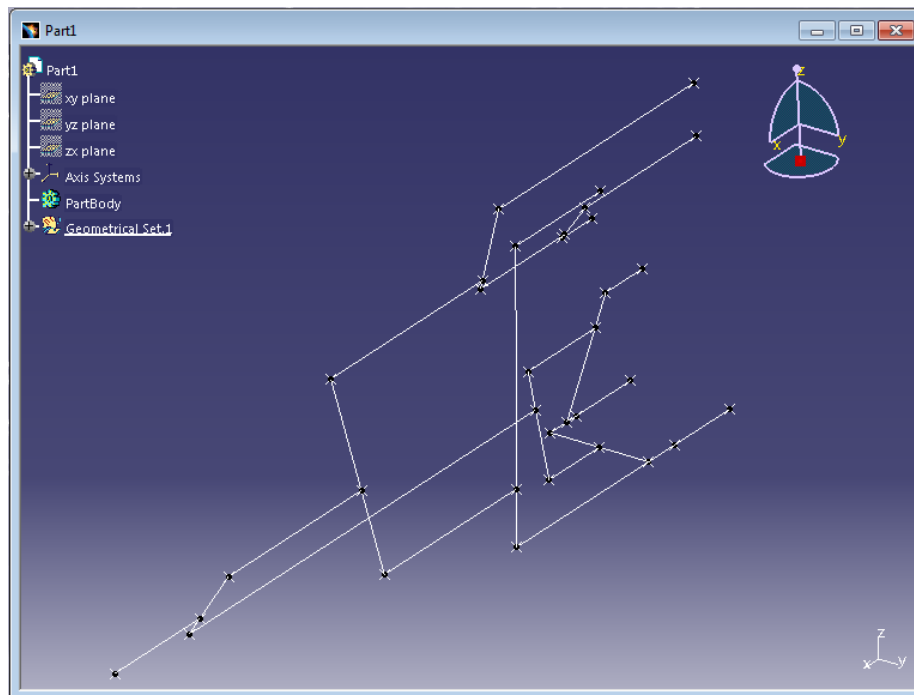 Part1
Part1
xy plane
yz plane
zx plane
Axis Systems
PartBody
Geometrical Set.1
z
x
y
z
x
y